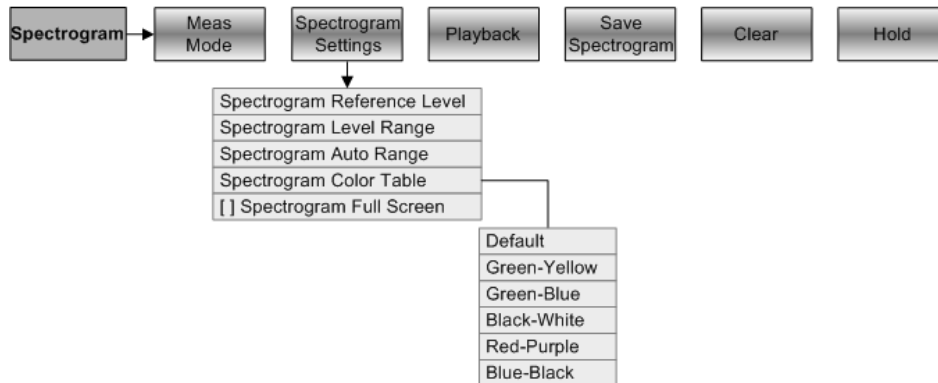 Spectrogram
Meas
Mode
Spectrogram
Settings
Playback
Save
Spectrogram
Clear
Hold
Spectrogram Reference Level
Spectrogram Level Range
Spectrogram Auto Range
Spectrogram Color Table
[ ] Spectrogram Full Screen
Default
Green-Yellow
Green-Blue
Black-White
Red-Purple
Blue-Black